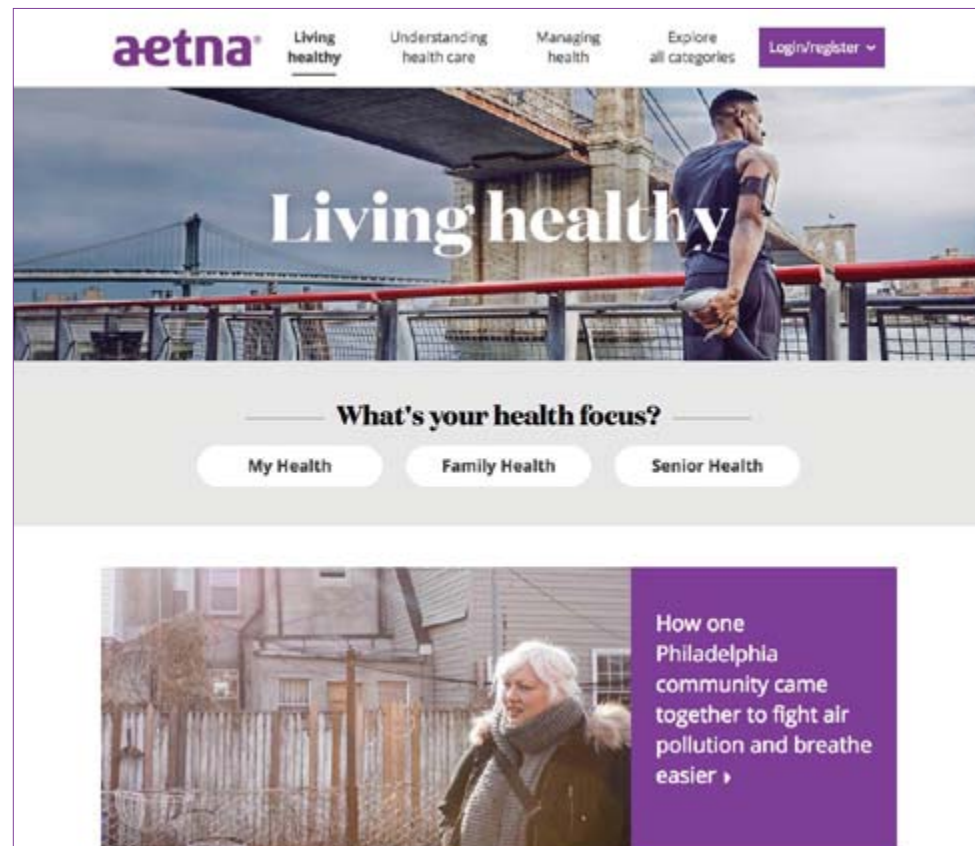 aetna
Living
healthy
Understanding
health care
Managing
health
Explore
all categories
Login/register
Living healthy
What's your health focus?
My Health
Family Health
Senior Health
How one
Philadelphia
community came
together to fight air
pollution and breathe
easier